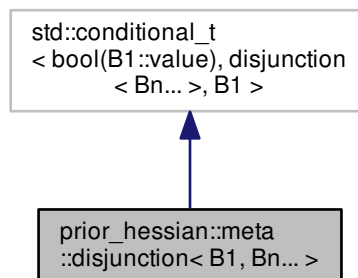 std::conditional_t
< bool(B1::value), disjunction
< Bn... >, B1 >
prior_hessian::meta
::disjunction< B1, Bn... >